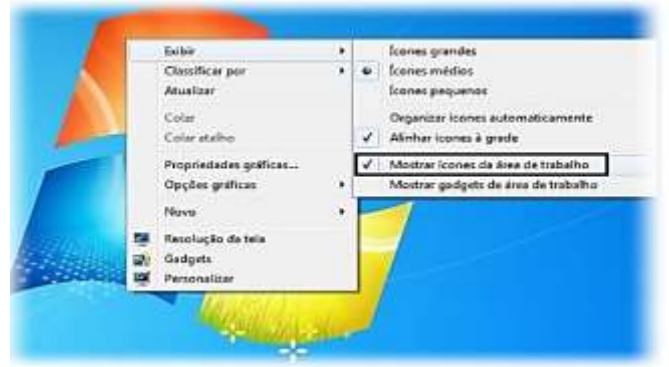 Exibir
Classificar por
Atualizar
Colar
Colar atalho
Propriedades gráficas...
Opções gráficas
Novo
Resolução da tela
Gadgets
Personalizar
Ícones grandes
Ícones médios
Ícones pequenos
Organizar ícones automaticamente
Alinhar ícones à grade
Mostrar ícones da área de trabalho
Mostrar gadgets de área de trabalho